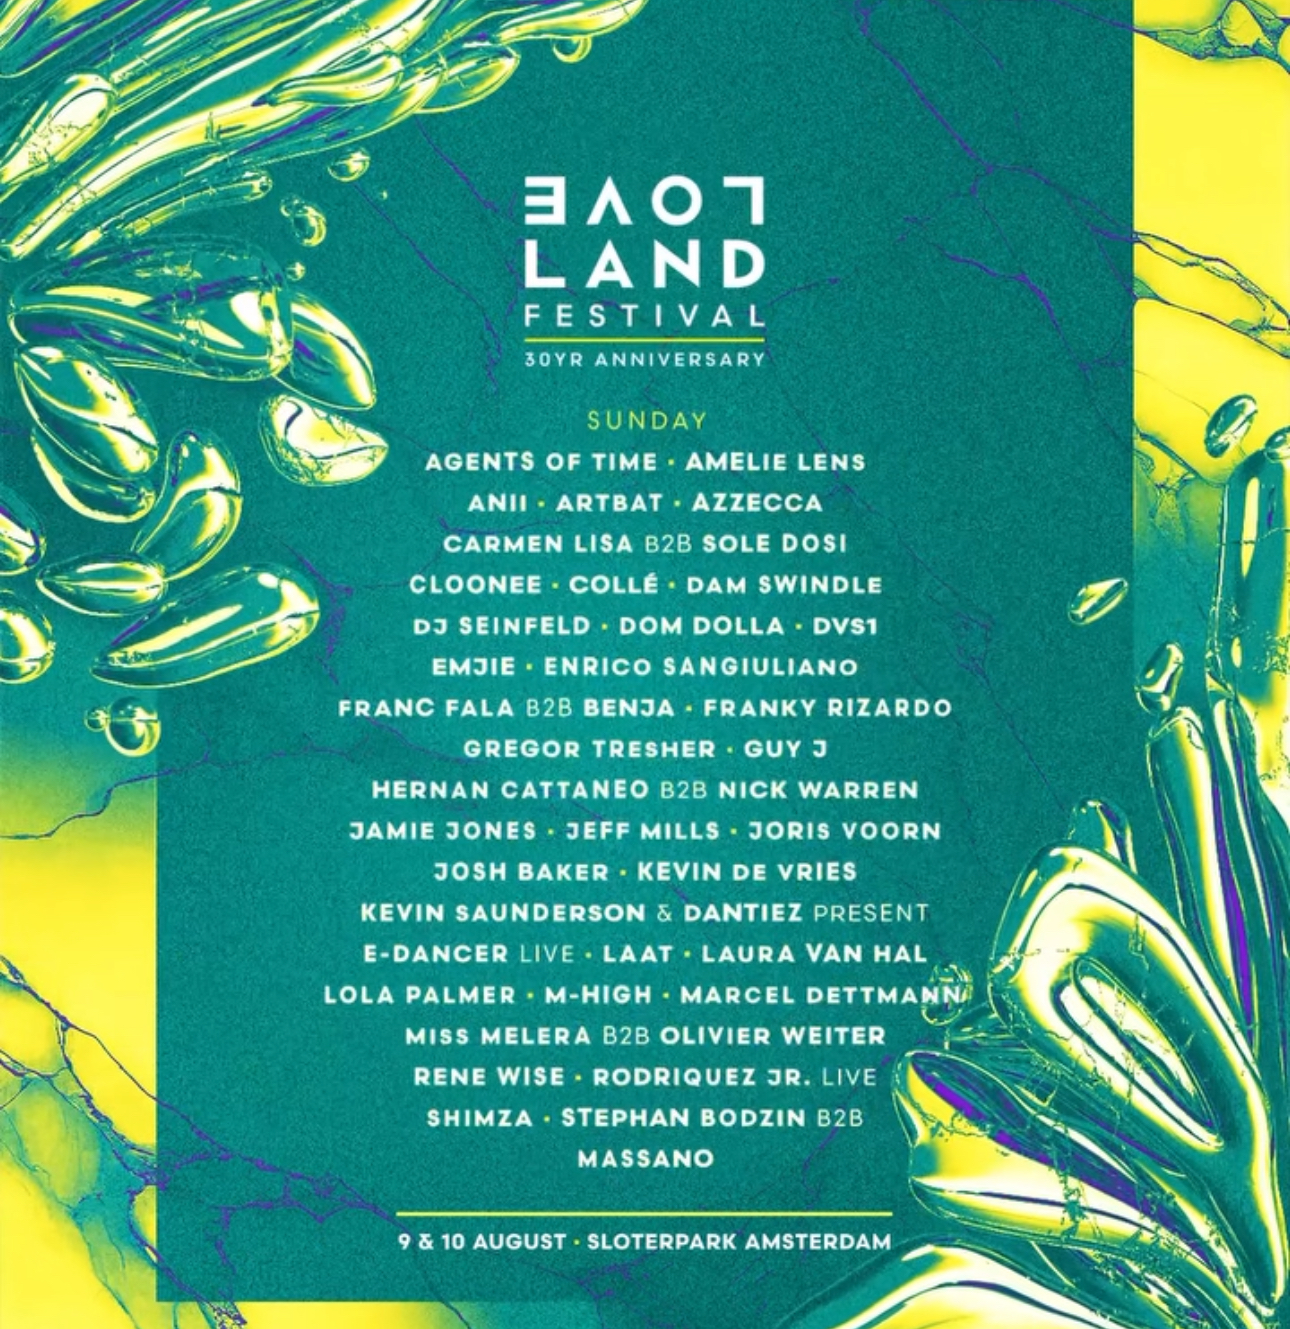 LOVE
LAND
FESTIVAL
30YR ANNIVERSARY
SUNDAY
AGENTS OF TIME · AMELIE LENS
ANII · ARTBAT · AZZECCA
CARMEN LISA B2B SOLE DOSI
CLOONEE · COLLÉ · DAM SWINDLE
DJ SEINFELD · DOM DOLLA · DVS1
EMJIE · ENRICO SANGIULIANO
FRANC FALA B2B BENJA · FRANKY RIZARDO
GREGOR TRESHER · GUY J
HERNAN CATTANEO B2B NICK WARREN
JAMIE JONES · JEFF MILLS · JORIS VOORN
JOSH BAKER · KEVIN DE VRIES
KEVIN SAUNDERSON & DANTIEZ PRESENT
E-DANCER LIVE · LAAT · LAURA VAN HAL
LOLA PALMER · M-HIGH · MARCEL DETTMANN
MISS MELERA B2B OLIVIER WEITER
RENE WISE · RODRIQUEZ JR. LIVE
SHIMZA · STEPHAN BODZIN B2B
MASSANO
9 & 10 AUGUST · SLOTERPARK AMSTERDAM